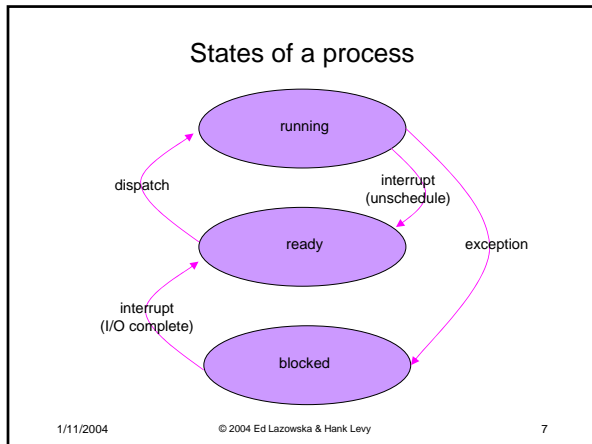 States of a process
running
dispatch
interrupt
(unschedule)
ready
exception
interrupt
(I/O complete)
blocked
1/11/2004
© 2004 Ed Lazowska & Hank Levy
7